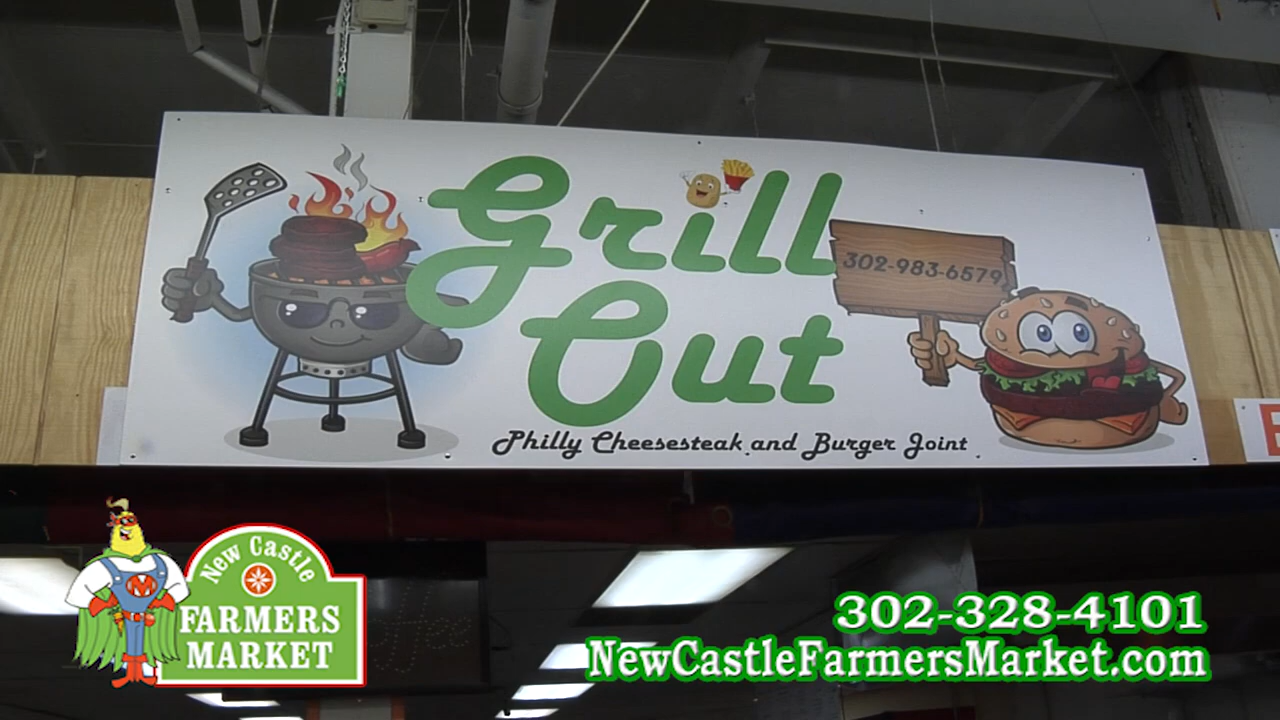 Grill
302-983-6579
Out
Philly Cheesesteak and Burger Joint
New Castle
M
FARMERS
MARKET
302-328-4101
NewCastleFarmersMarket.com